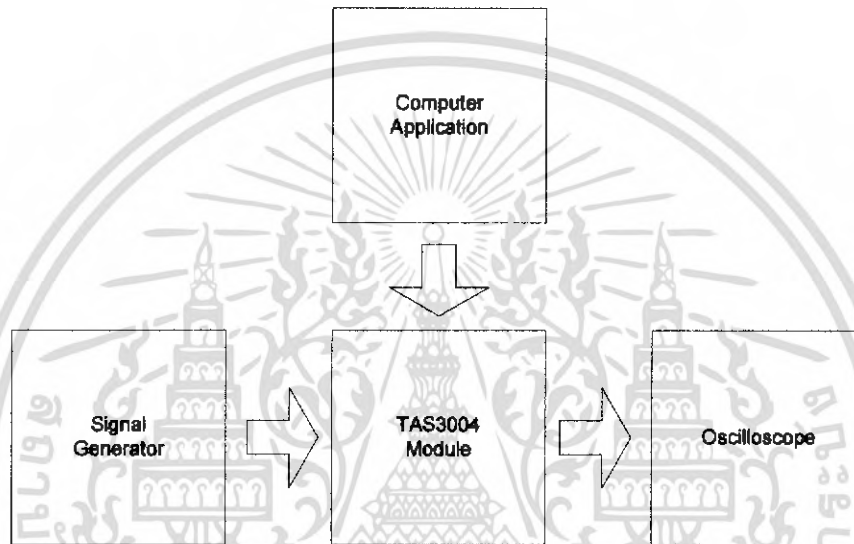 Computer
Application
Signal
Generator
TAS3004
Module
Oscilloscope